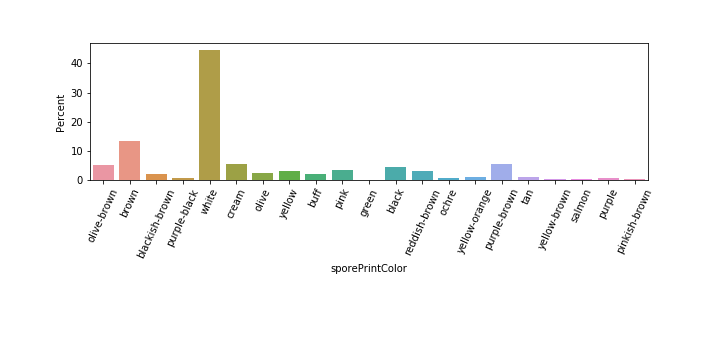 Percent
40
30
20
10
0
olive-brown
brown
blackish-brown
purple-black
white
cream
olive
yellow
buff
pink
green
black
reddish-brown
ochre
yellow-orange
purple-brown
tan
yellow-brown
salmon
purple
pinkish-brown
sporePrintColor